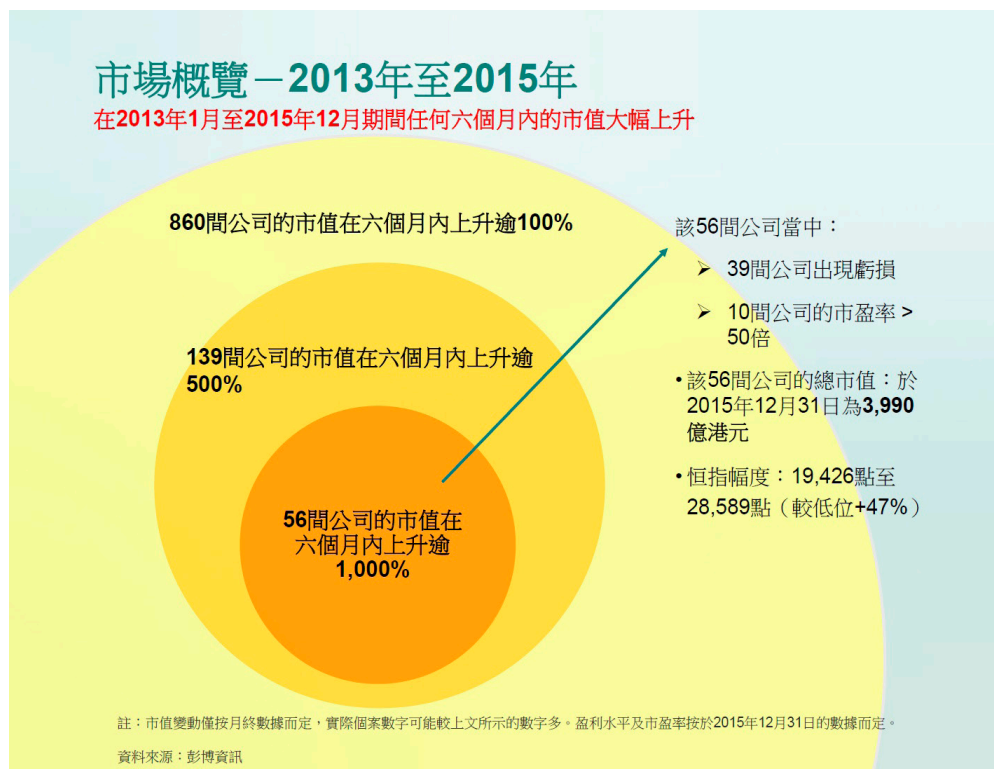 市場概覽－2013年至2015年
在2013年1月至2015年12月期間任何六個月內的市值大幅上升
860間公司的市值在六個月內上升逾100%
139間公司的市值在六個月內上升逾
500%
56間公司的市值在
六個月內上升逾
1,000%
該56間公司當中：
➢ 39間公司出現虧損
➢ 10間公司的市盈率 >
50倍
•該56間公司的總市值：於
2015年12月31日為3,990
億港元
•恒指幅度：19,426點至
28,589點（較低位+47%）
註：市值變動僅按月終數據而定，實際個案數字可能較上文所示的數字多。盈利水平及市盈率按於2015年12月31日的數據而定。
資料來源：彭博資訊